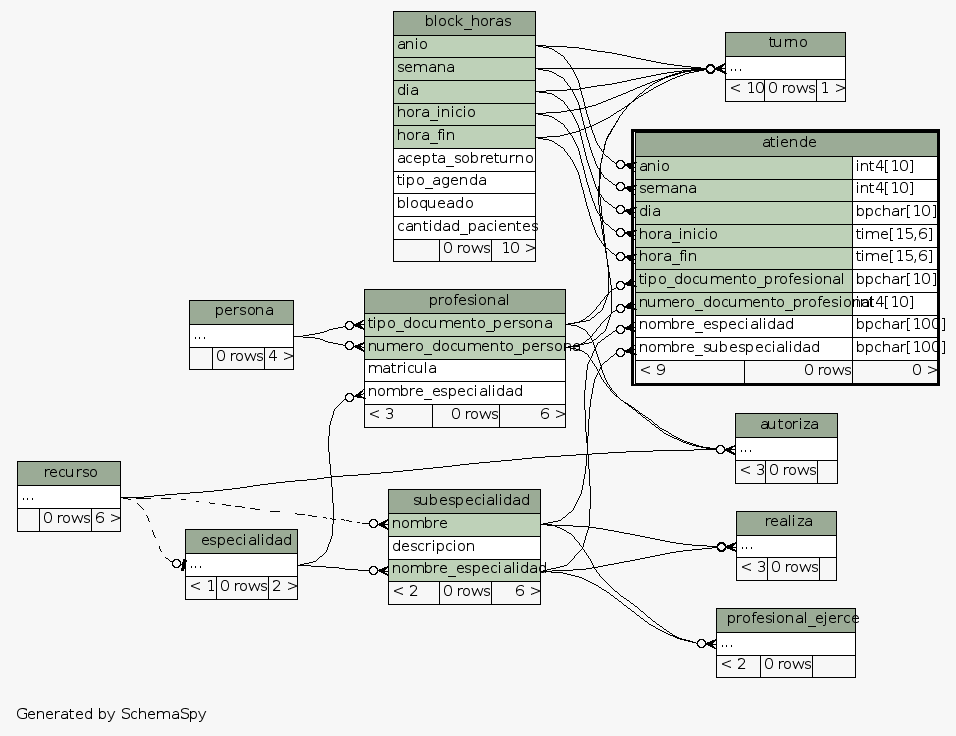 block_horas
anio
semana
dia
hora_inicio
hora_fin
acepta_sobreturno
tipo_agenda
bloqueado
cantidad_pacientes
0 rows 10 >
turno
...
< 10 0 rows 1 >
atiende
anio int4[10]
semana int4[10]
dia bpchar[10]
hora_inicio time[15,6]
hora_fin time[15,6]
tipo_documento_profesional bpchar[10]
numero_documento_profesional int4[10]
nombre_especialidad bpchar[100]
nombre_subespecialidad bpchar[100]
< 9 0 rows 0 >
persona
...
0 rows 4 >
profesional
tipo_documento_persona
numero_documento_persona
matricula
nombre_especialidad
< 3 0 rows 6 >
autoriza
...
< 3 0 rows
recurso
...
0 rows 6 >
especialidad
...
< 1 0 rows 2 >
subespecialidad
nombre
descripcion
nombre_especialidad
< 2 0 rows 6 >
realiza
...
< 3 0 rows
profesional_ejerce
...
< 2 0 rows
Generated by SchemaSpy